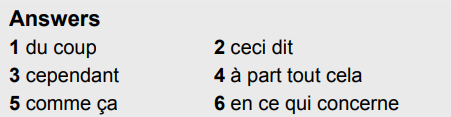 Answers
1 du coup 2 ceci dit
3 cependant 4 à part tout cela
5 comme ça 6 en ce qui concerne